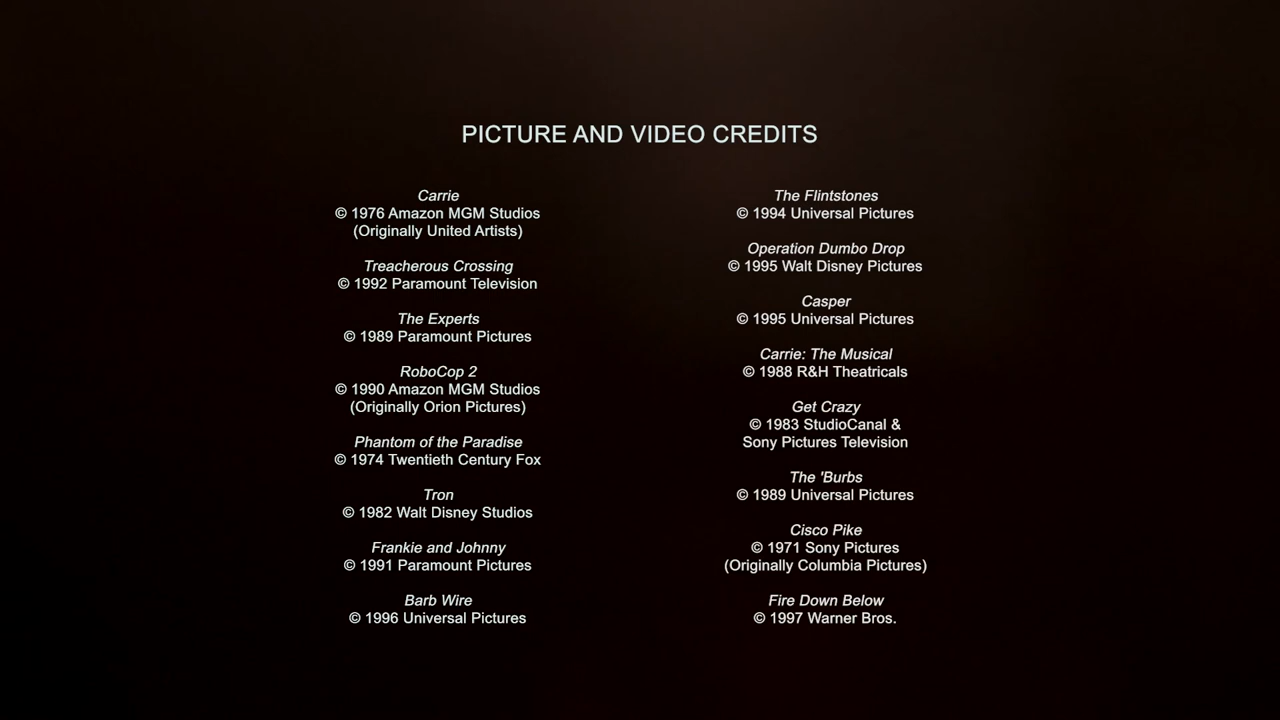 PICTURE AND VIDEO CREDITS
Carrie
© 1976 Amazon MGM Studios
(Originally United Artists)
Treacherous Crossing
© 1992 Paramount Television
The Experts
© 1989 Paramount Pictures
RoboCop 2
© 1990 Amazon MGM Studios
(Originally Orion Pictures)
Phantom of the Paradise
© 1974 Twentieth Century Fox
Tron
© 1982 Walt Disney Studios
Frankie and Johnny
© 1991 Paramount Pictures
Barb Wire
© 1996 Universal Pictures
The Flintstones
© 1994 Universal Pictures
Operation Dumbo Drop
© 1995 Walt Disney Pictures
Casper
© 1995 Universal Pictures
Carrie: The Musical
© 1988 R&H Theatricals
Get Crazy
© 1983 StudioCanal &
Sony Pictures Television
The 'Burbs
© 1989 Universal Pictures
Cisco Pike
© 1971 Sony Pictures
(Originally Columbia Pictures)
Fire Down Below
© 1997 Warner Bros.